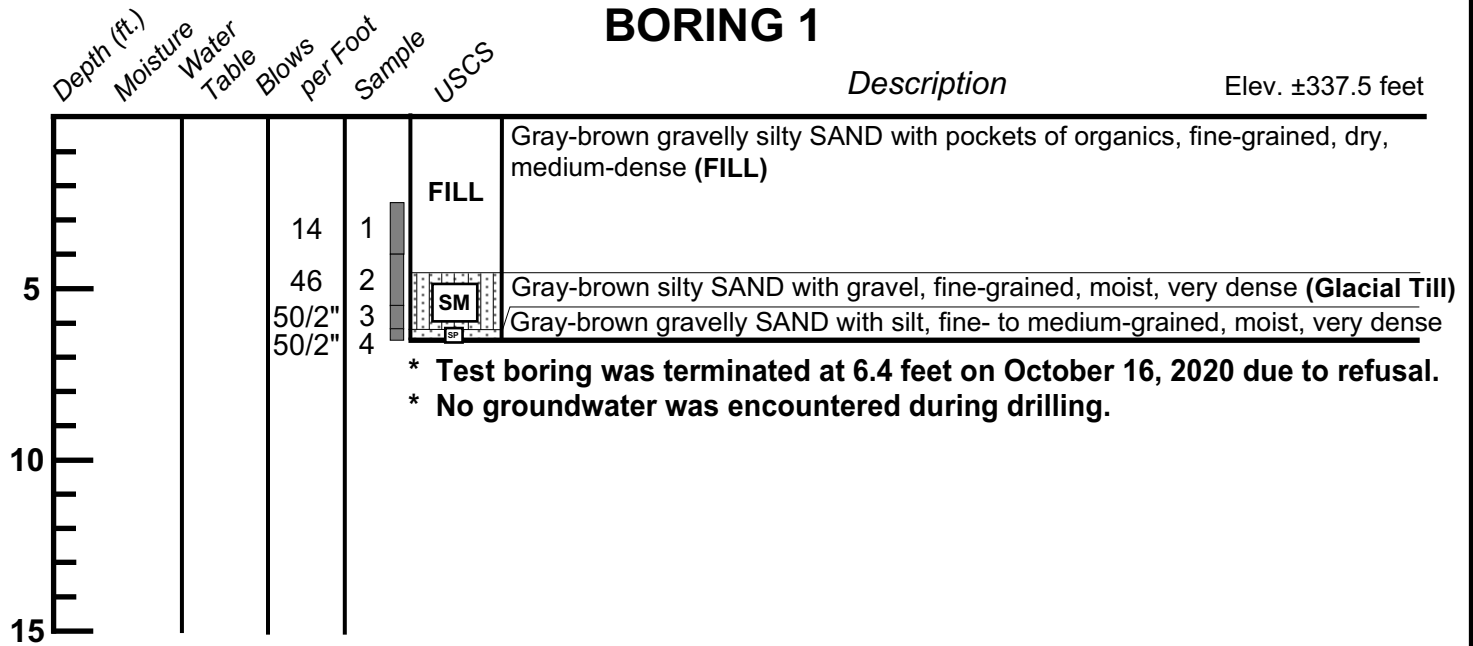 BORING 1
Depth (ft.)
Moisture
Water
Table
Blows
per Foot
Sample
USCS
Description
Elev. ±337.5 feet
Gray-brown gravelly silty SAND with pockets of organics, fine-grained, dry,
medium-dense (FILL)
FILL
14 1
5 46 2 Gray-brown silty SAND with gravel, fine-grained, moist, very dense (Glacial Till)
SM
50/2" 3 Gray-brown gravelly SAND with silt, fine- to medium-grained, moist, very dense
SP
50/2" 4
* Test boring was terminated at 6.4 feet on October 16, 2020 due to refusal.
* No groundwater was encountered during drilling.
10
15